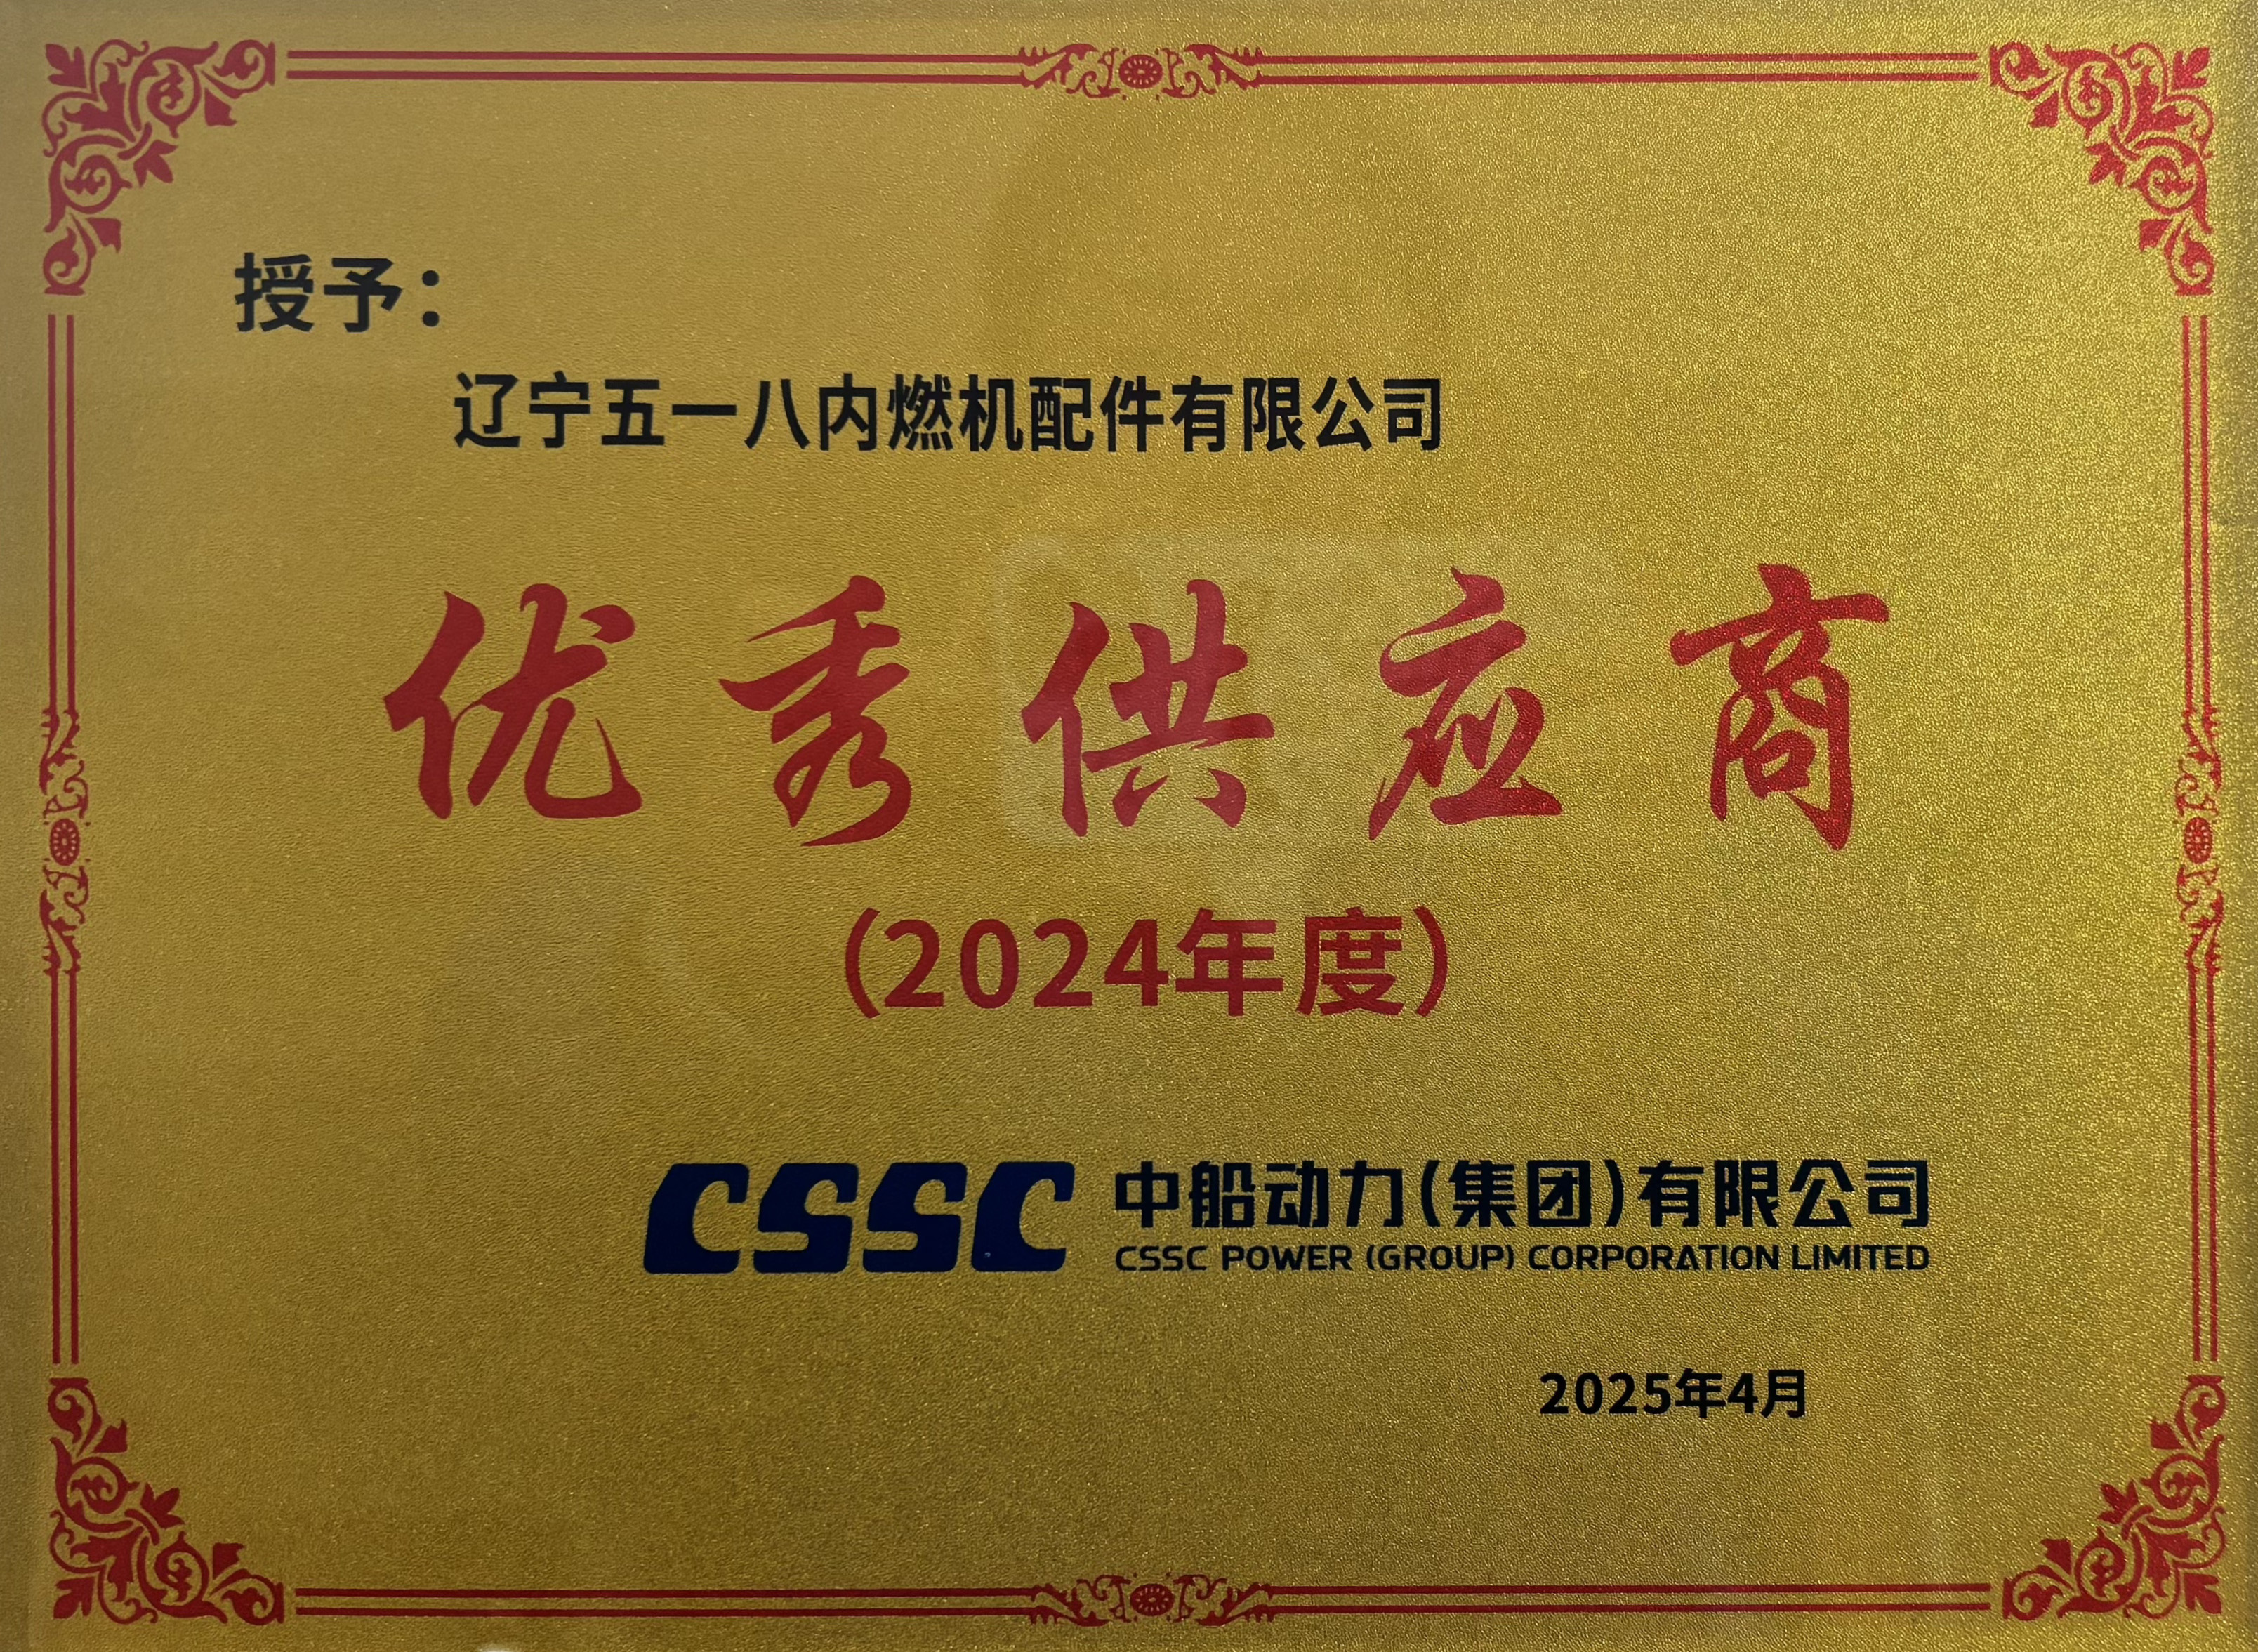 授予：
辽宁五一八内燃机配件有限公司
优秀供应商
（2024年度）
CSSC 中船动力（集团）有限公司
CSSC POWER (GROUP) CORPORATION LIMITED
2025年4月